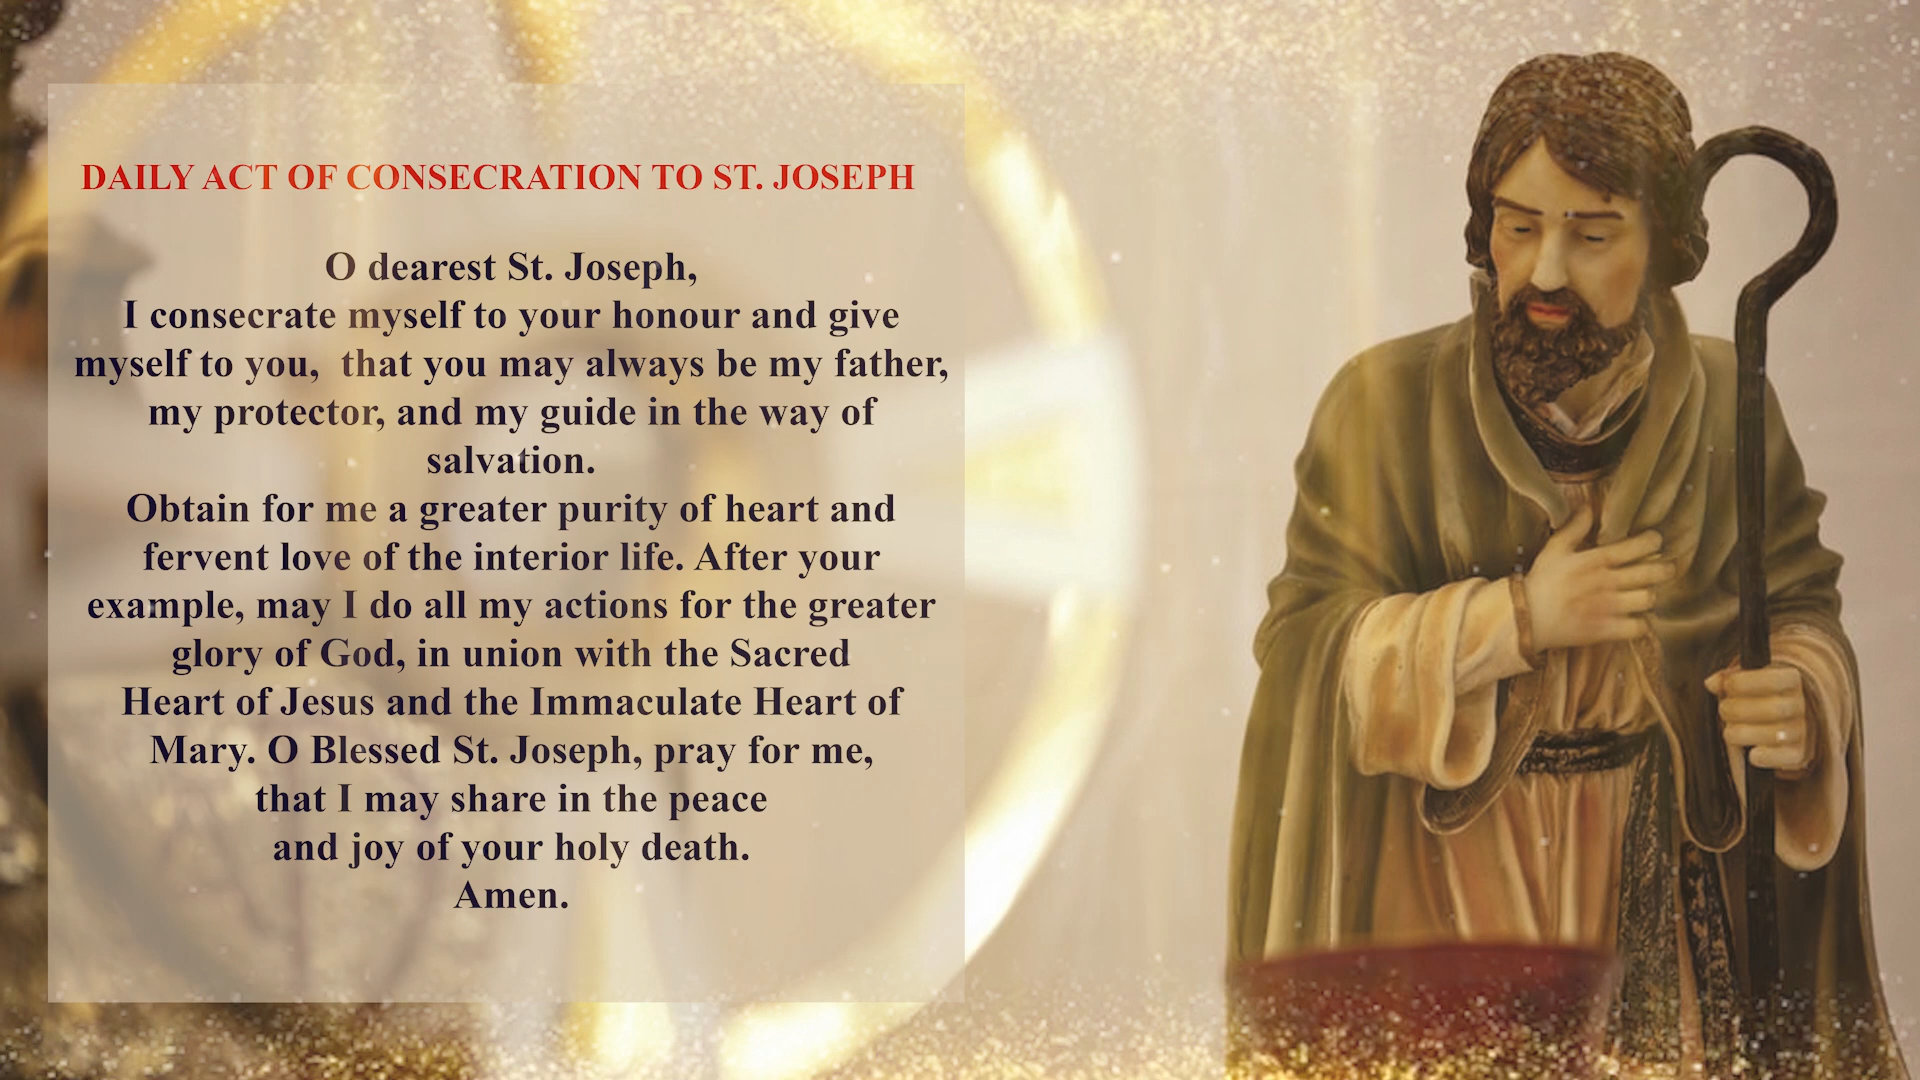 DAILY ACT OF CONSECRATION TO ST. JOSEPH
O dearest St. Joseph,
I consecrate myself to your honour and give
myself to you,  that you may always be my father,
my protector, and my guide in the way of
salvation.
Obtain for me a greater purity of heart and
fervent love of the interior life. After your
example, may I do all my actions for the greater
glory of God, in union with the Sacred
Heart of Jesus and the Immaculate Heart of
Mary. O Blessed St. Joseph, pray for me,
that I may share in the peace
and joy of your holy death.
Amen.